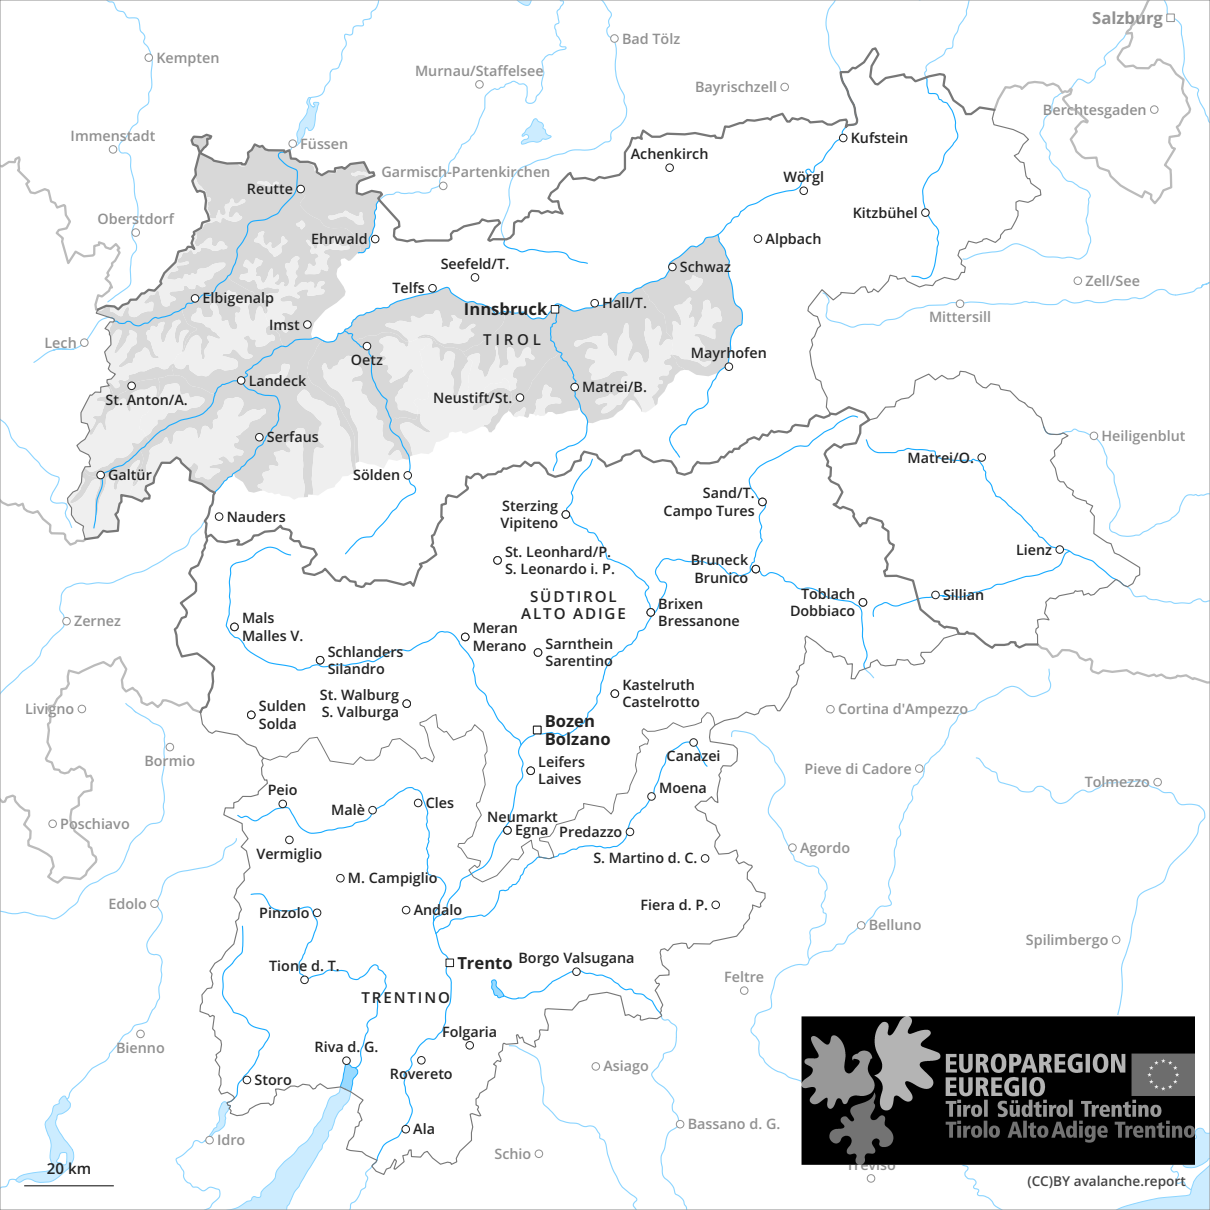 Salzburg
Bad Tölz
Kempten
Murnau/Staffelsee
Bayrischzell
Berchtesgaden
Immenstadt
Füssen
Kufstein
Achenkirch
Garmisch-Partenkirchen
Wörgl
Reutte
Oberstdorf
Kitzbühel
Ehrwald
Alpbach
Seefeld/T.
Schwaz
Zell/See
Telfs
Elbigenalp
Innsbruck
Hall/T.
Mittersill
Imst
TIROL
Lech
Oetz
Mayrhofen
Landeck
Matrei/B.
St. Anton/A.
Neustift/St.
Serfaus
Heiligenblut
Matrei/O.
Galtür
Sölden
Sand/T.
Campo Tures
Sterzing
Vipiteno
Nauders
St. Leonhard/P.
S. Leonardo i. P.
Lienz
Bruneck
Brunico
SÜDTIROL
ALTO ADIGE
Toblach
Dobbiaco
Sillian
Brixen
Bressanone
Zernez
Mals
Malles V.
Meran
Merano
Sarnthein
Sarentino
Schlanders
Silandro
Kastelruth
Castelrotto
St. Walburg
S. Valburga
Livigno
Sulden
Solda
Cortina d'Ampezzo
Bozen
Bolzano
Bormio
Canazei
Leifers
Laives
Pieve di Cadore
Tolmezzo
Peio
Moena
Malè
Cles
Neumarkt
Egna
Poschiavo
Predazzo
Vermiglio
Agordo
S. Martino d. C.
M. Campiglio
Edolo
Pinzolo
Andalo
Fiera d. P.
Belluno
Spilimbergo
Trento
Borgo Valsugana
Tione d. T.
Feltre
TRENTINO
Folgaria
Bienno
Riva d. G.
Asiago
Rovereto
Storo
EUROPAREGION
EUREGIO
Tirol Südtirol Trentino
Tirolo Alto Adige Trentino
Bassano d. G.
Ala
Idro
Schio
Treviso
20 km
(CC)BY avalanche.report